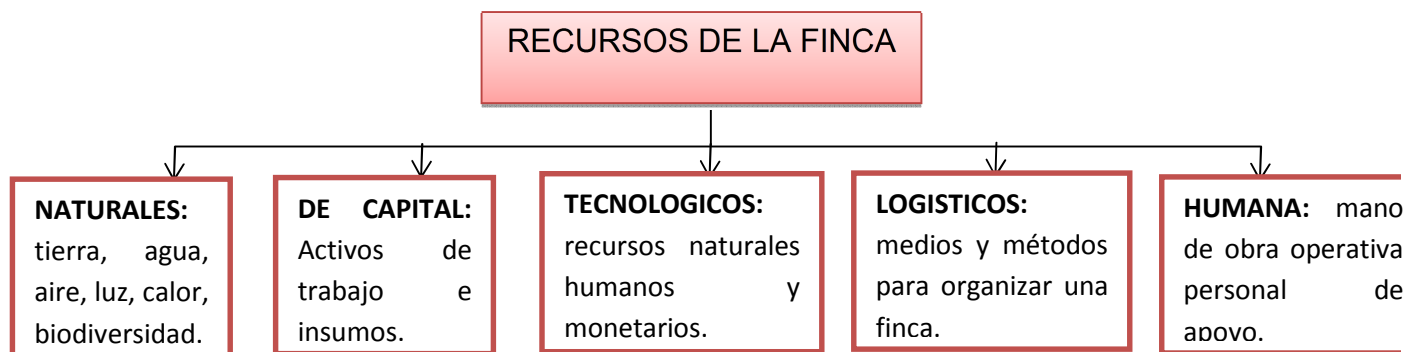 RECURSOS DE LA FINCA
NATURALES:
tierra, agua,
aire, luz, calor,
biodiversidad.
DE CAPITAL:
Activos de
trabajo e
insumos.
TECNOLOGICOS:
recursos naturales
humanos y
monetarios.
LOGISTICOS:
medios y métodos
para organizar una
finca.
HUMANA: mano
de obra operativa
personal de
apoyo.